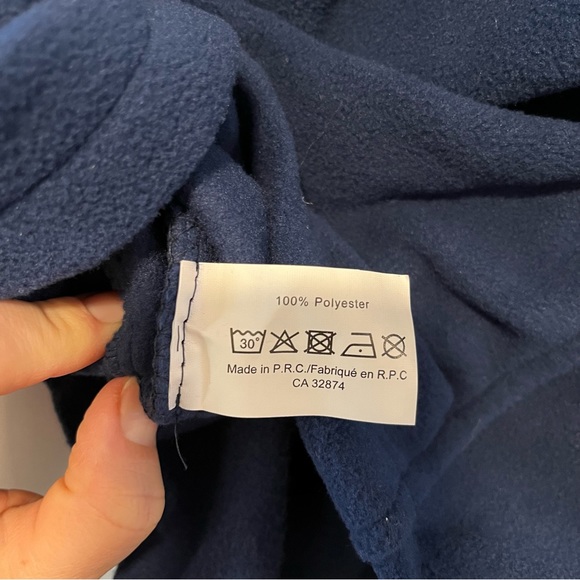 100% Polyester
30°
Made in P.R.C./Fabriqué en R.P.C
CA 32874